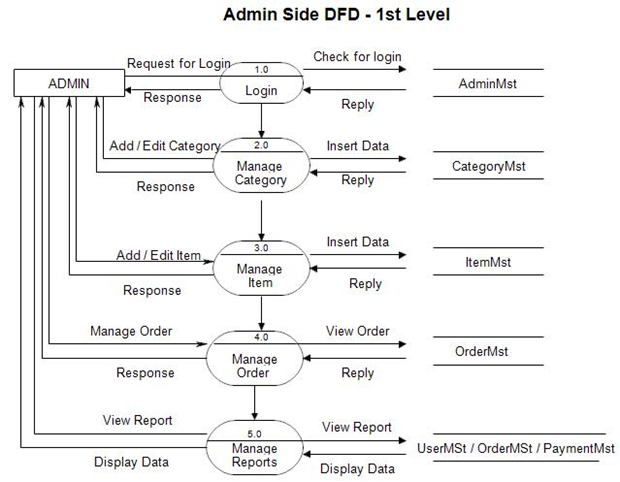 Admin Side DFD - 1st Level
Request for Login
1.0
Check for login
ADMIN
Login
AdminMst
Response
Reply
Add / Edit Category
2.0
Insert Data
Manage
Category
CategoryMst
Response
Reply
Add / Edit Item
3.0
Insert Data
Manage
Item
ItemMst
Response
Reply
Manage Order
4.0
View Order
Manage
Order
OrderMst
Response
Reply
View Report
5.0
View Report
Manage
Reports
UserMSt / OrderMSt / PaymentMst
Display Data
Display Data